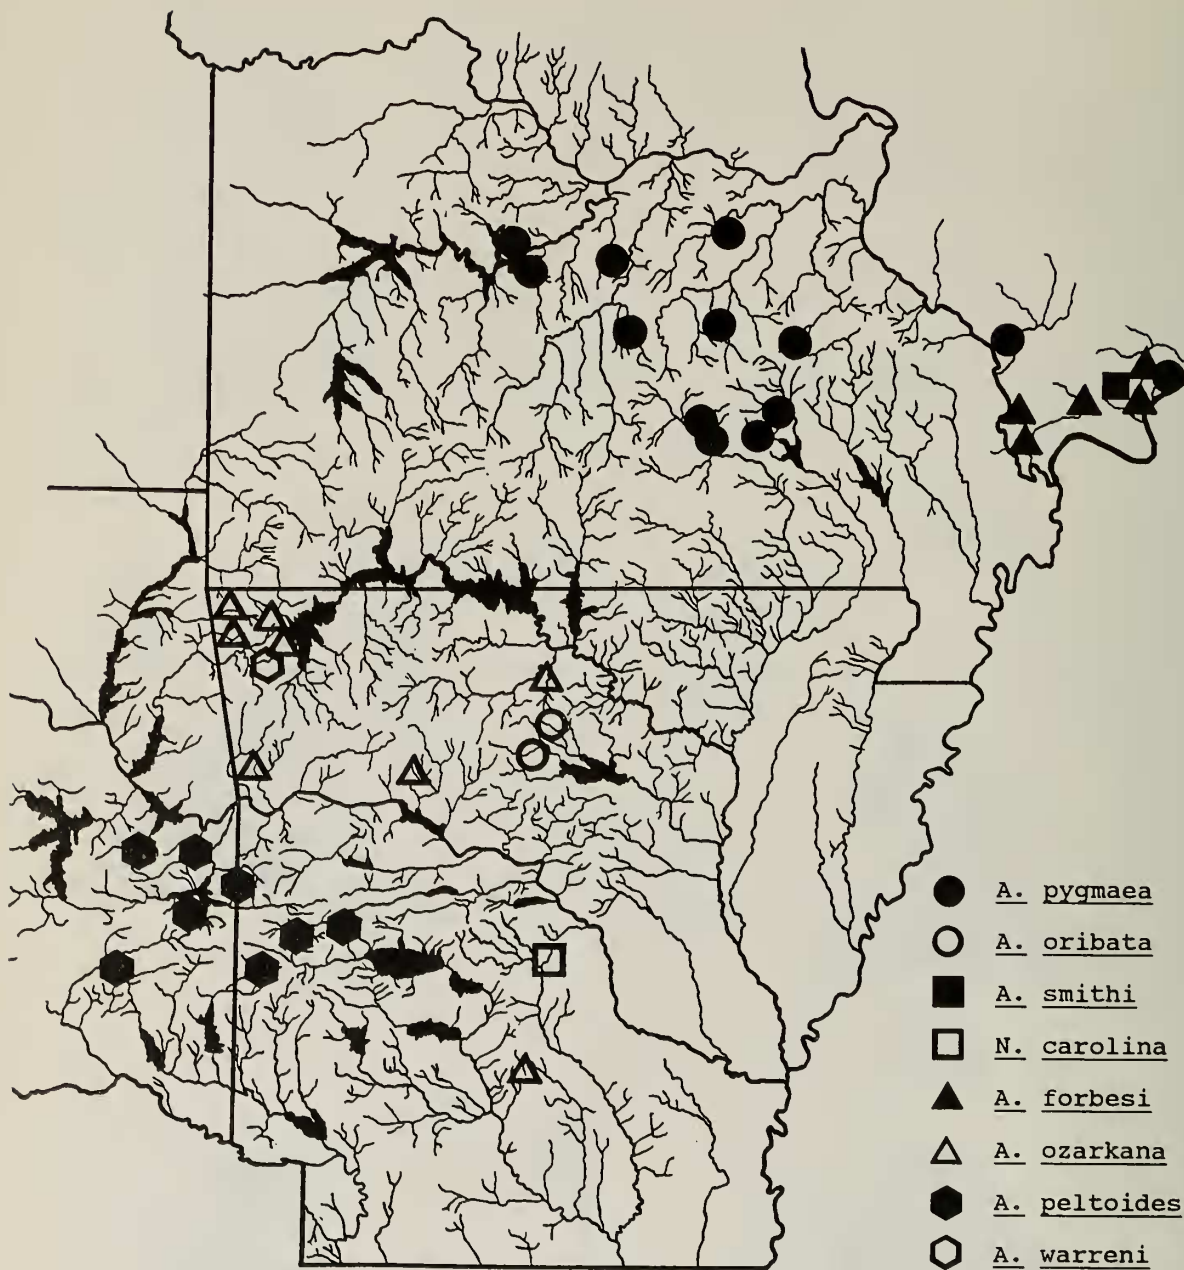 A. pygmaea
A. oribata
A. smithi
N. carolina
A. forbesi
A. ozarkana
A. peltoides
A. warreni